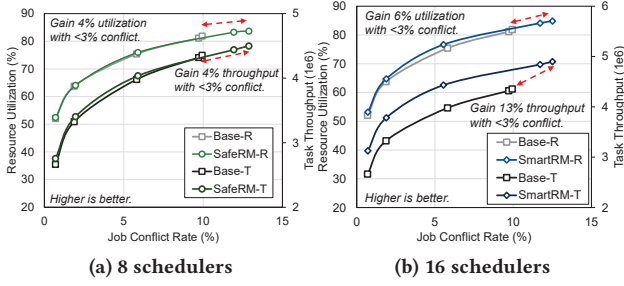 Gain 4% utilization
with <3% conflict.
Gain 4% throughput
with <3% conflict.
Base-R
SafeRM-R
Base-T
SafeRM-T
Higher is better.
90
80
70
60
50
40
30
20
5
4
3
2
0
5
10
15
Resource Utilization (%)
Task Throughput (1e6)
Job Conflict Rate (%)
(a) 8 schedulers
Gain 6% utilization
with <3% conflict.
Gain 13% throughput
with <3% conflict.
Base-R
SmartRM-R
Base-T
SmartRM-T
Higher is better.
90
80
70
60
50
40
30
20
6
5
4
3
2
0
5
10
15
Resource Utilization (%)
Task Throughput (1e6)
Job Conflict Rate (%)
(b) 16 schedulers